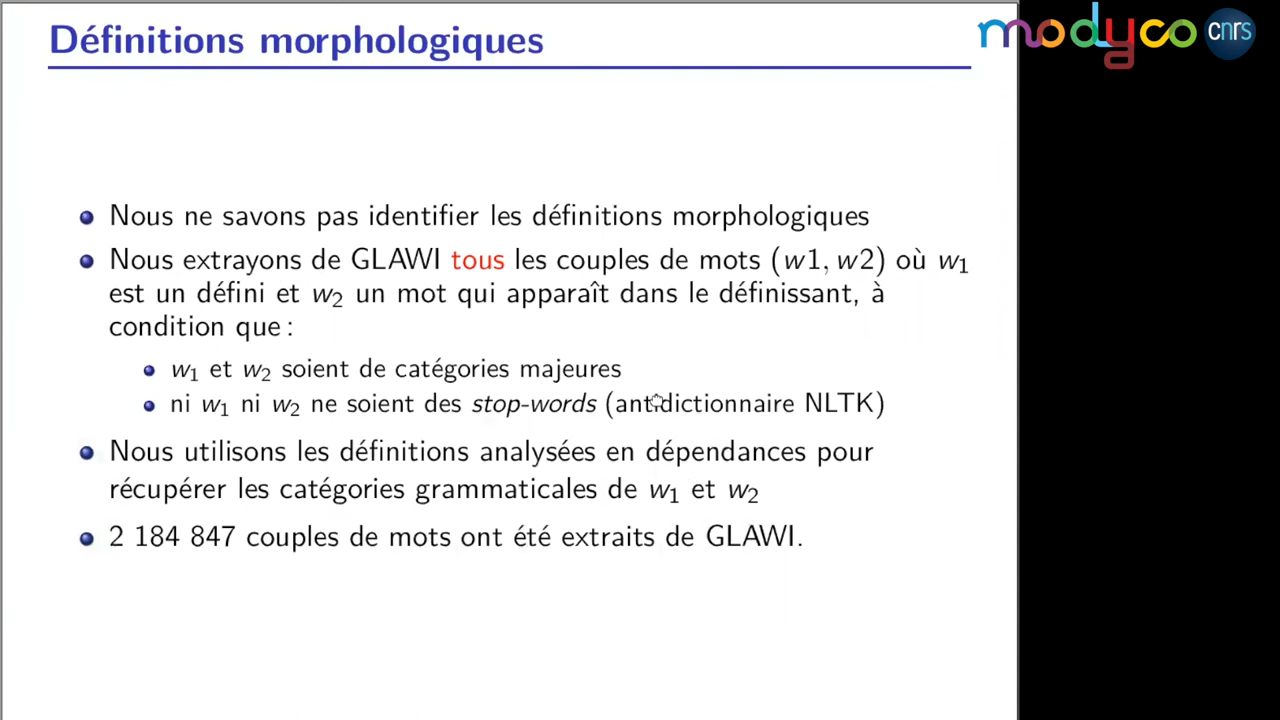 Définitions morphologiques
modyco cnrs
Nous ne savons pas identifier les définitions morphologiques
Nous extrayons de GLAWI tous les couples de mots (w1, w2) où w₁
est un défini et w₂ un mot qui apparaît dans le définissant, à
condition que :
w₁ et w₂ soient de catégories majeures
ni w₁ ni w₂ ne soient des stop-words (antidictionnaire NLTK)
Nous utilisons les définitions analysées en dépendances pour
récupérer les catégories grammaticales de w₁ et w₂
2 184 847 couples de mots ont été extraits de GLAWI.